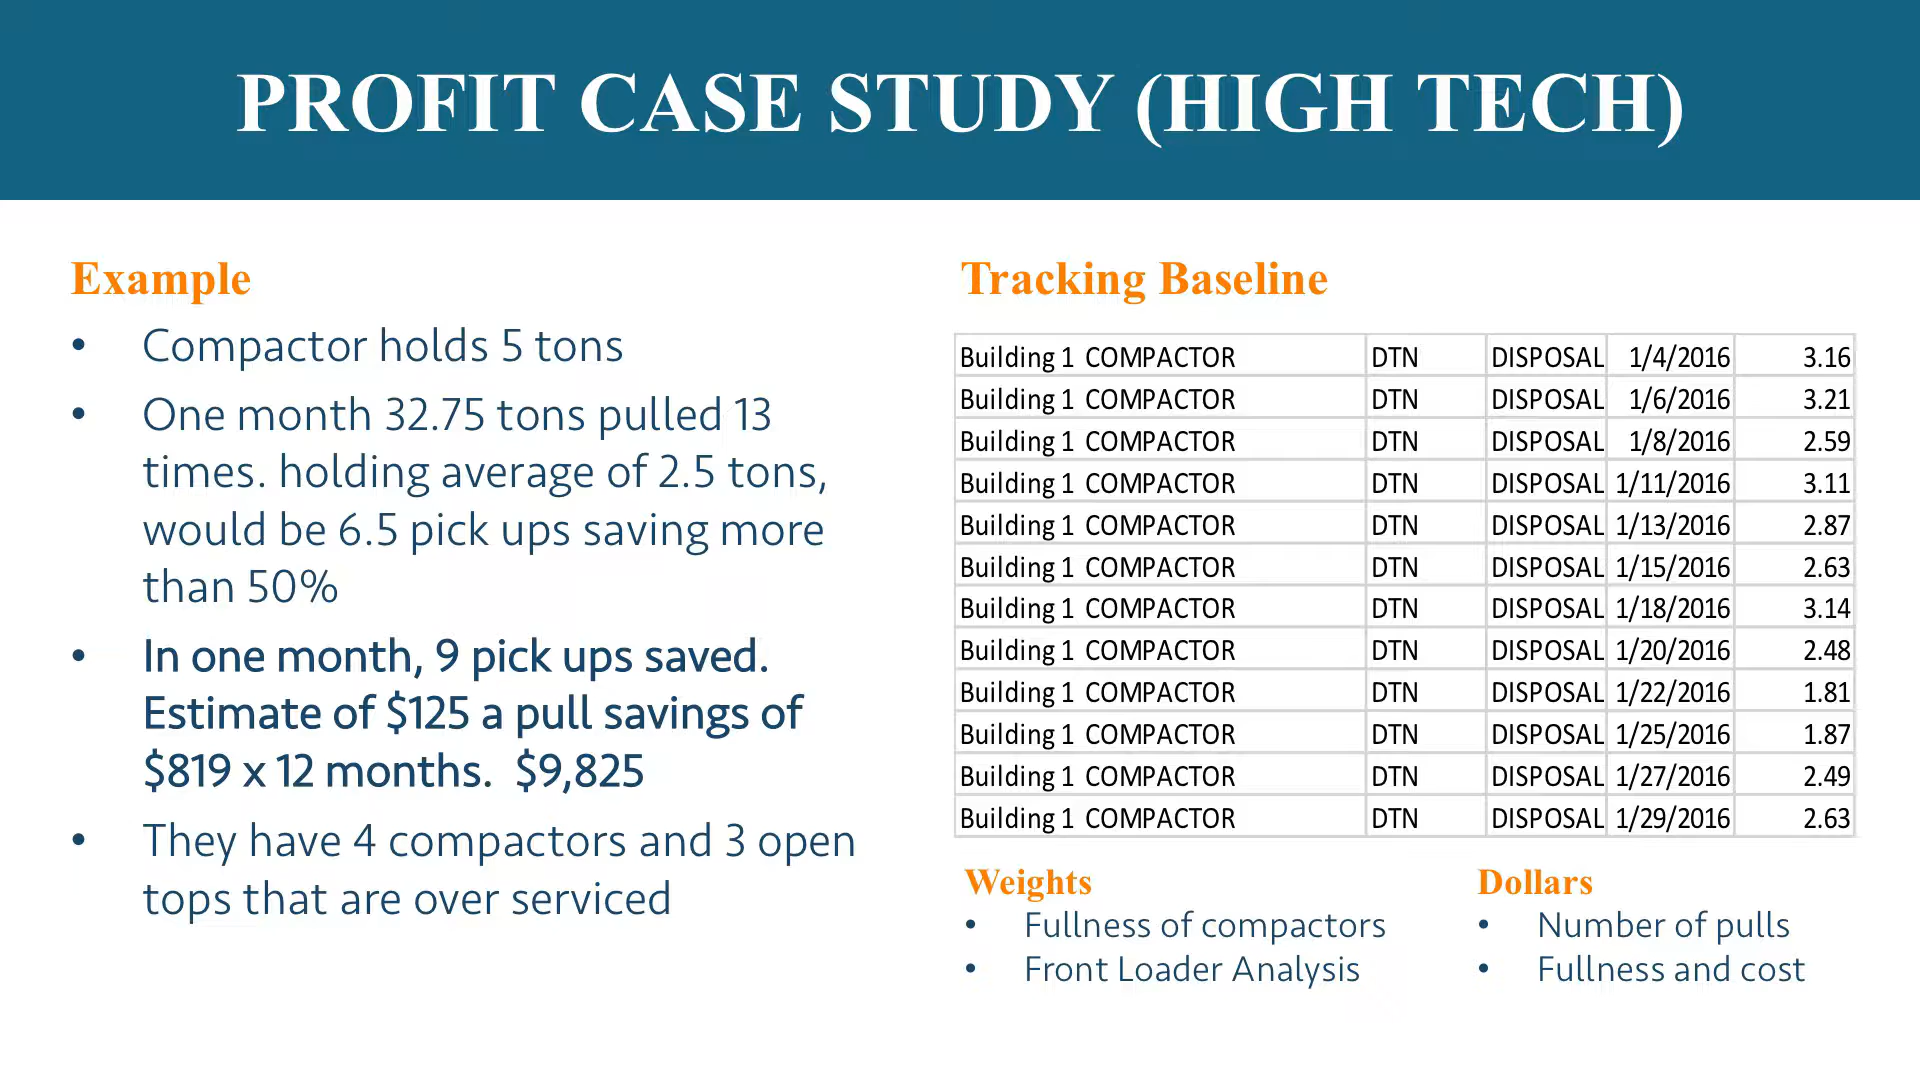 PROFIT CASE STUDY (HIGH TECH)
Example
• Compactor holds 5 tons
• One month 32.75 tons pulled 13
times. holding average of 2.5 tons,
would be 6.5 pick ups saving more
than 50%
• In one month, 9 pick ups saved.
Estimate of $125 a pull savings of
$819 x 12 months. $9,825
• They have 4 compactors and 3 open
tops that are over serviced
Tracking Baseline
Building 1 COMPACTOR DTN DISPOSAL 1/4/2016 3.16
Building 1 COMPACTOR DTN DISPOSAL 1/6/2016 3.21
Building 1 COMPACTOR DTN DISPOSAL 1/8/2016 2.59
Building 1 COMPACTOR DTN DISPOSAL 1/11/2016 3.11
Building 1 COMPACTOR DTN DISPOSAL 1/13/2016 2.87
Building 1 COMPACTOR DTN DISPOSAL 1/15/2016 2.63
Building 1 COMPACTOR DTN DISPOSAL 1/18/2016 3.14
Building 1 COMPACTOR DTN DISPOSAL 1/20/2016 2.48
Building 1 COMPACTOR DTN DISPOSAL 1/22/2016 1.81
Building 1 COMPACTOR DTN DISPOSAL 1/25/2016 1.87
Building 1 COMPACTOR DTN DISPOSAL 1/27/2016 2.49
Building 1 COMPACTOR DTN DISPOSAL 1/29/2016 2.63
Weights
• Fullness of compactors
• Front Loader Analysis
Dollars
• Number of pulls
• Fullness and cost